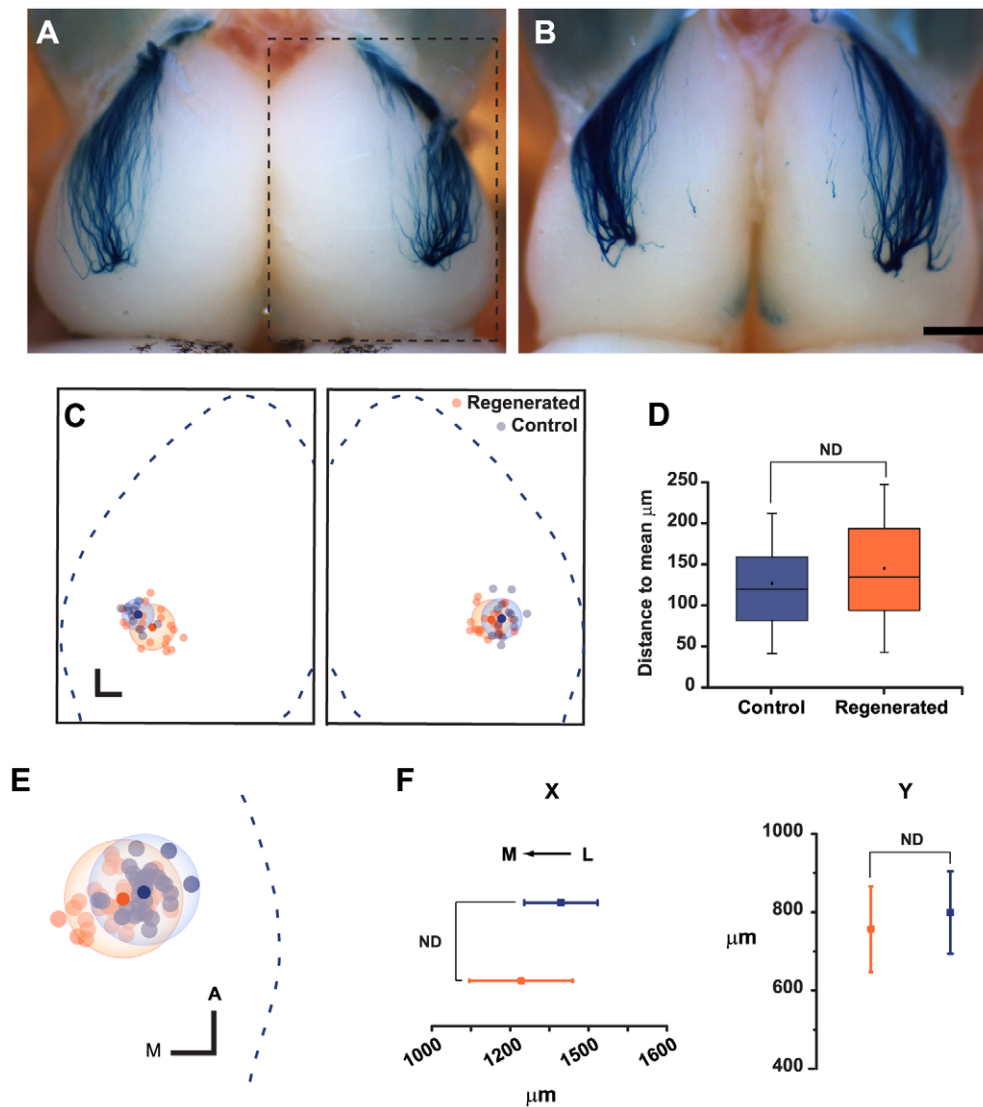 A
B
C
Regenerated
Control
D
ND
Distance to mean μm
250
200
150
100
50
0
Control
Regenerated
E
A
M
F
X
M
L
ND
1000
1200
1500
1600
μm
Y
ND
1000
800
600
400
μm